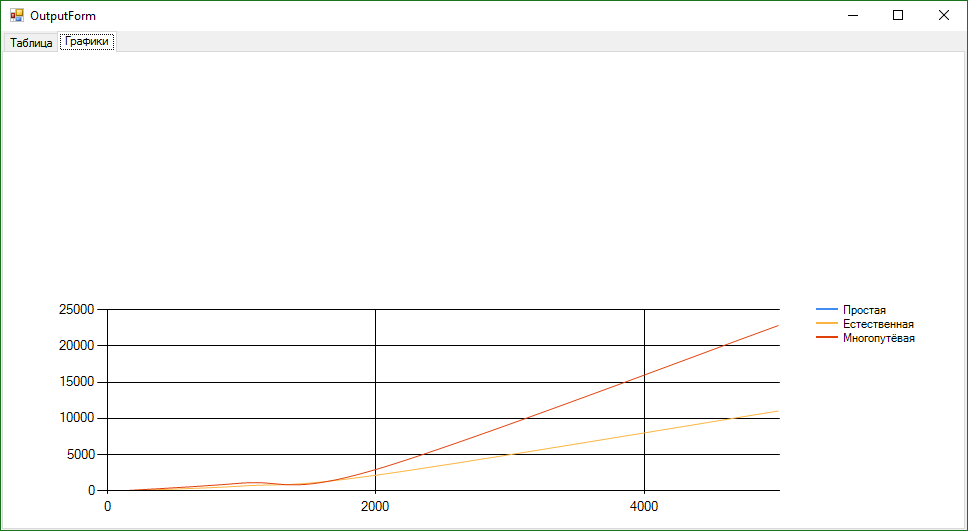 OutputForm
Таблица Графики
25000
20000
15000
10000
5000
0
0 2000 4000
Простая
Естественная
Многопутёвая